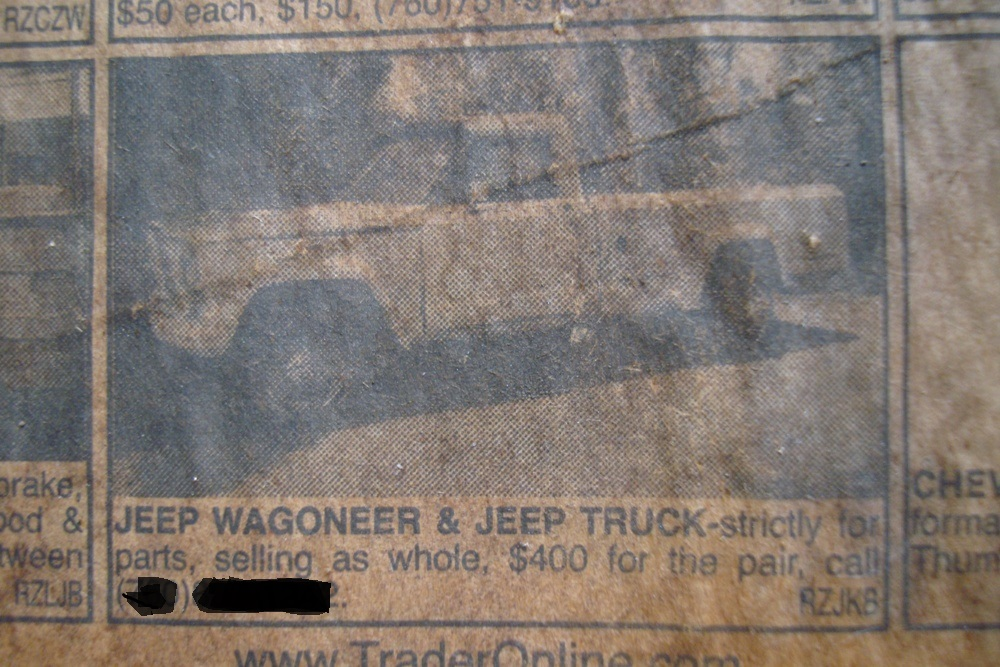 RZCZW
$50 each, $150,
brake,
ood &
tween
RZLJB
JEEP WAGONEER & JEEP TRUCK-strictly for
parts, selling as whole, $400 for the pair, call
RZJKB
CHEV
forma
Thum
www.TraderOnline.com